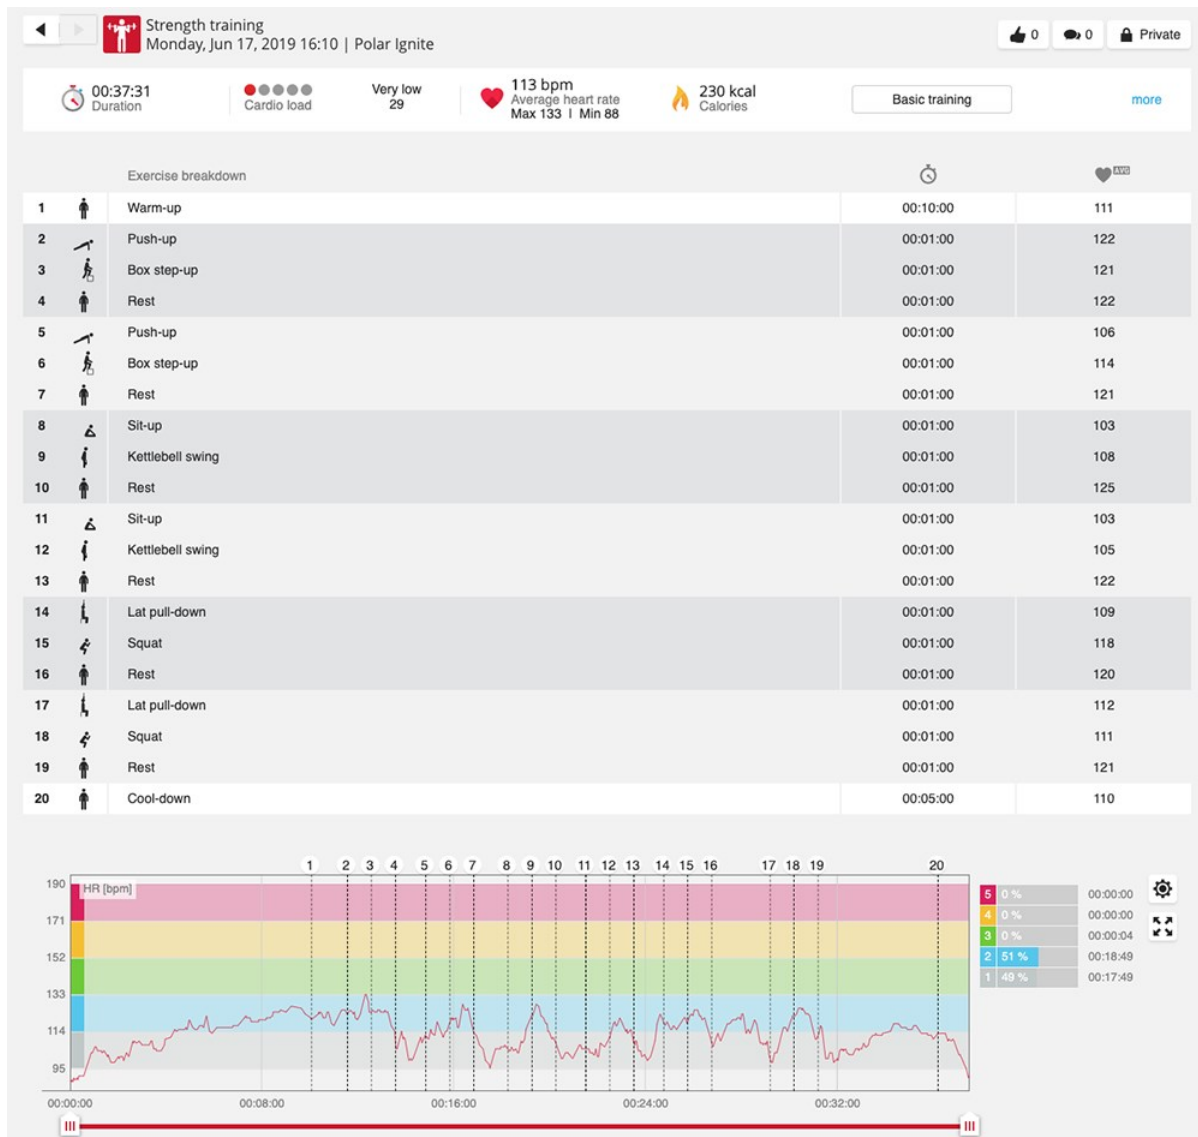 Strength training
Monday, Jun 17, 2019 16:10 | Polar Ignite
0 0 Private
00:37:31
Duration
Cardio load
Very low
29
113 bpm
Average heart rate
Max 133 | Min 88
230 kcal
Calories
Basic training
more
Exercise breakdown AVG
1 Warm-up 00:10:00 111
2 Push-up 00:01:00 122
3 Box step-up 00:01:00 121
4 Rest 00:01:00 122
5 Push-up 00:01:00 106
6 Box step-up 00:01:00 114
7 Rest 00:01:00 121
8 Sit-up 00:01:00 103
9 Kettlebell swing 00:01:00 108
10 Rest 00:01:00 125
11 Sit-up 00:01:00 103
12 Kettlebell swing 00:01:00 105
13 Rest 00:01:00 122
14 Lat pull-down 00:01:00 109
15 Squat 00:01:00 118
16 Rest 00:01:00 120
17 Lat pull-down 00:01:00 112
18 Squat 00:01:00 111
19 Rest 00:01:00 121
20 Cool-down 00:05:00 110
1 2 3 4 5 6 7 8 9 10 11 12 13 14 15 16 17 18 19 20
HR [bpm]
190
171
152
133
114
95
00:00:00 00:08:00 00:16:00 00:24:00 00:32:00
5 0 % 00:00:00
4 0 % 00:00:00
3 0 % 00:00:04
2 51 % 00:18:49
1 49 % 00:17:49